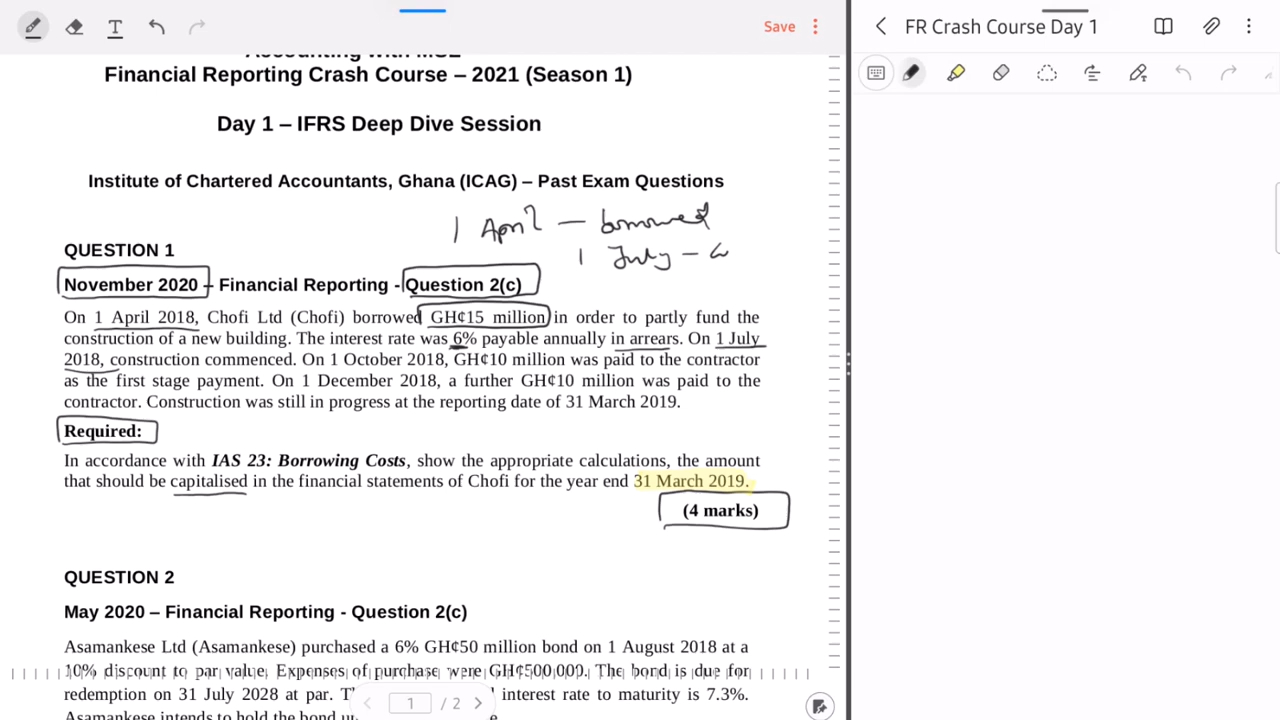 Save
FR Crash Course Day 1
Accounting with MSL
Financial Reporting Crash Course – 2021 (Season 1)
Day 1 – IFRS Deep Dive Session
Institute of Chartered Accountants, Ghana (ICAG) – Past Exam Questions
1 April – borrowed
1 July –
QUESTION 1
November 2020 – Financial Reporting - Question 2(c)
On 1 April 2018, Chofi Ltd (Chofi) borrowed GH¢15 million in order to partly fund the
construction of a new building. The interest rate was 6% payable annually in arrears. On 1 July
2018, construction commenced. On 1 October 2018, GH¢10 million was paid to the contractor
as the first stage payment. On 1 December 2018, a further GH¢10 million was paid to the
contractor. Construction was still in progress at the reporting date of 31 March 2019.
Required:
In accordance with IAS 23: Borrowing Costs, show the appropriate calculations, the amount
that should be capitalised in the financial statements of Chofi for the year end 31 March 2019.
(4 marks)
QUESTION 2
May 2020 – Financial Reporting - Question 2(c)
Asamankese Ltd (Asamankese) purchased a 6% GH¢50 million bond on 1 August 2018 at a
10% discount to par value. Expenses of purchase were GH¢500 000. The bond is due for
redemption on 31 July 2028 at par. interest rate to maturity is 7.3%.
Asamankese intends to hold the bond
1 / 2